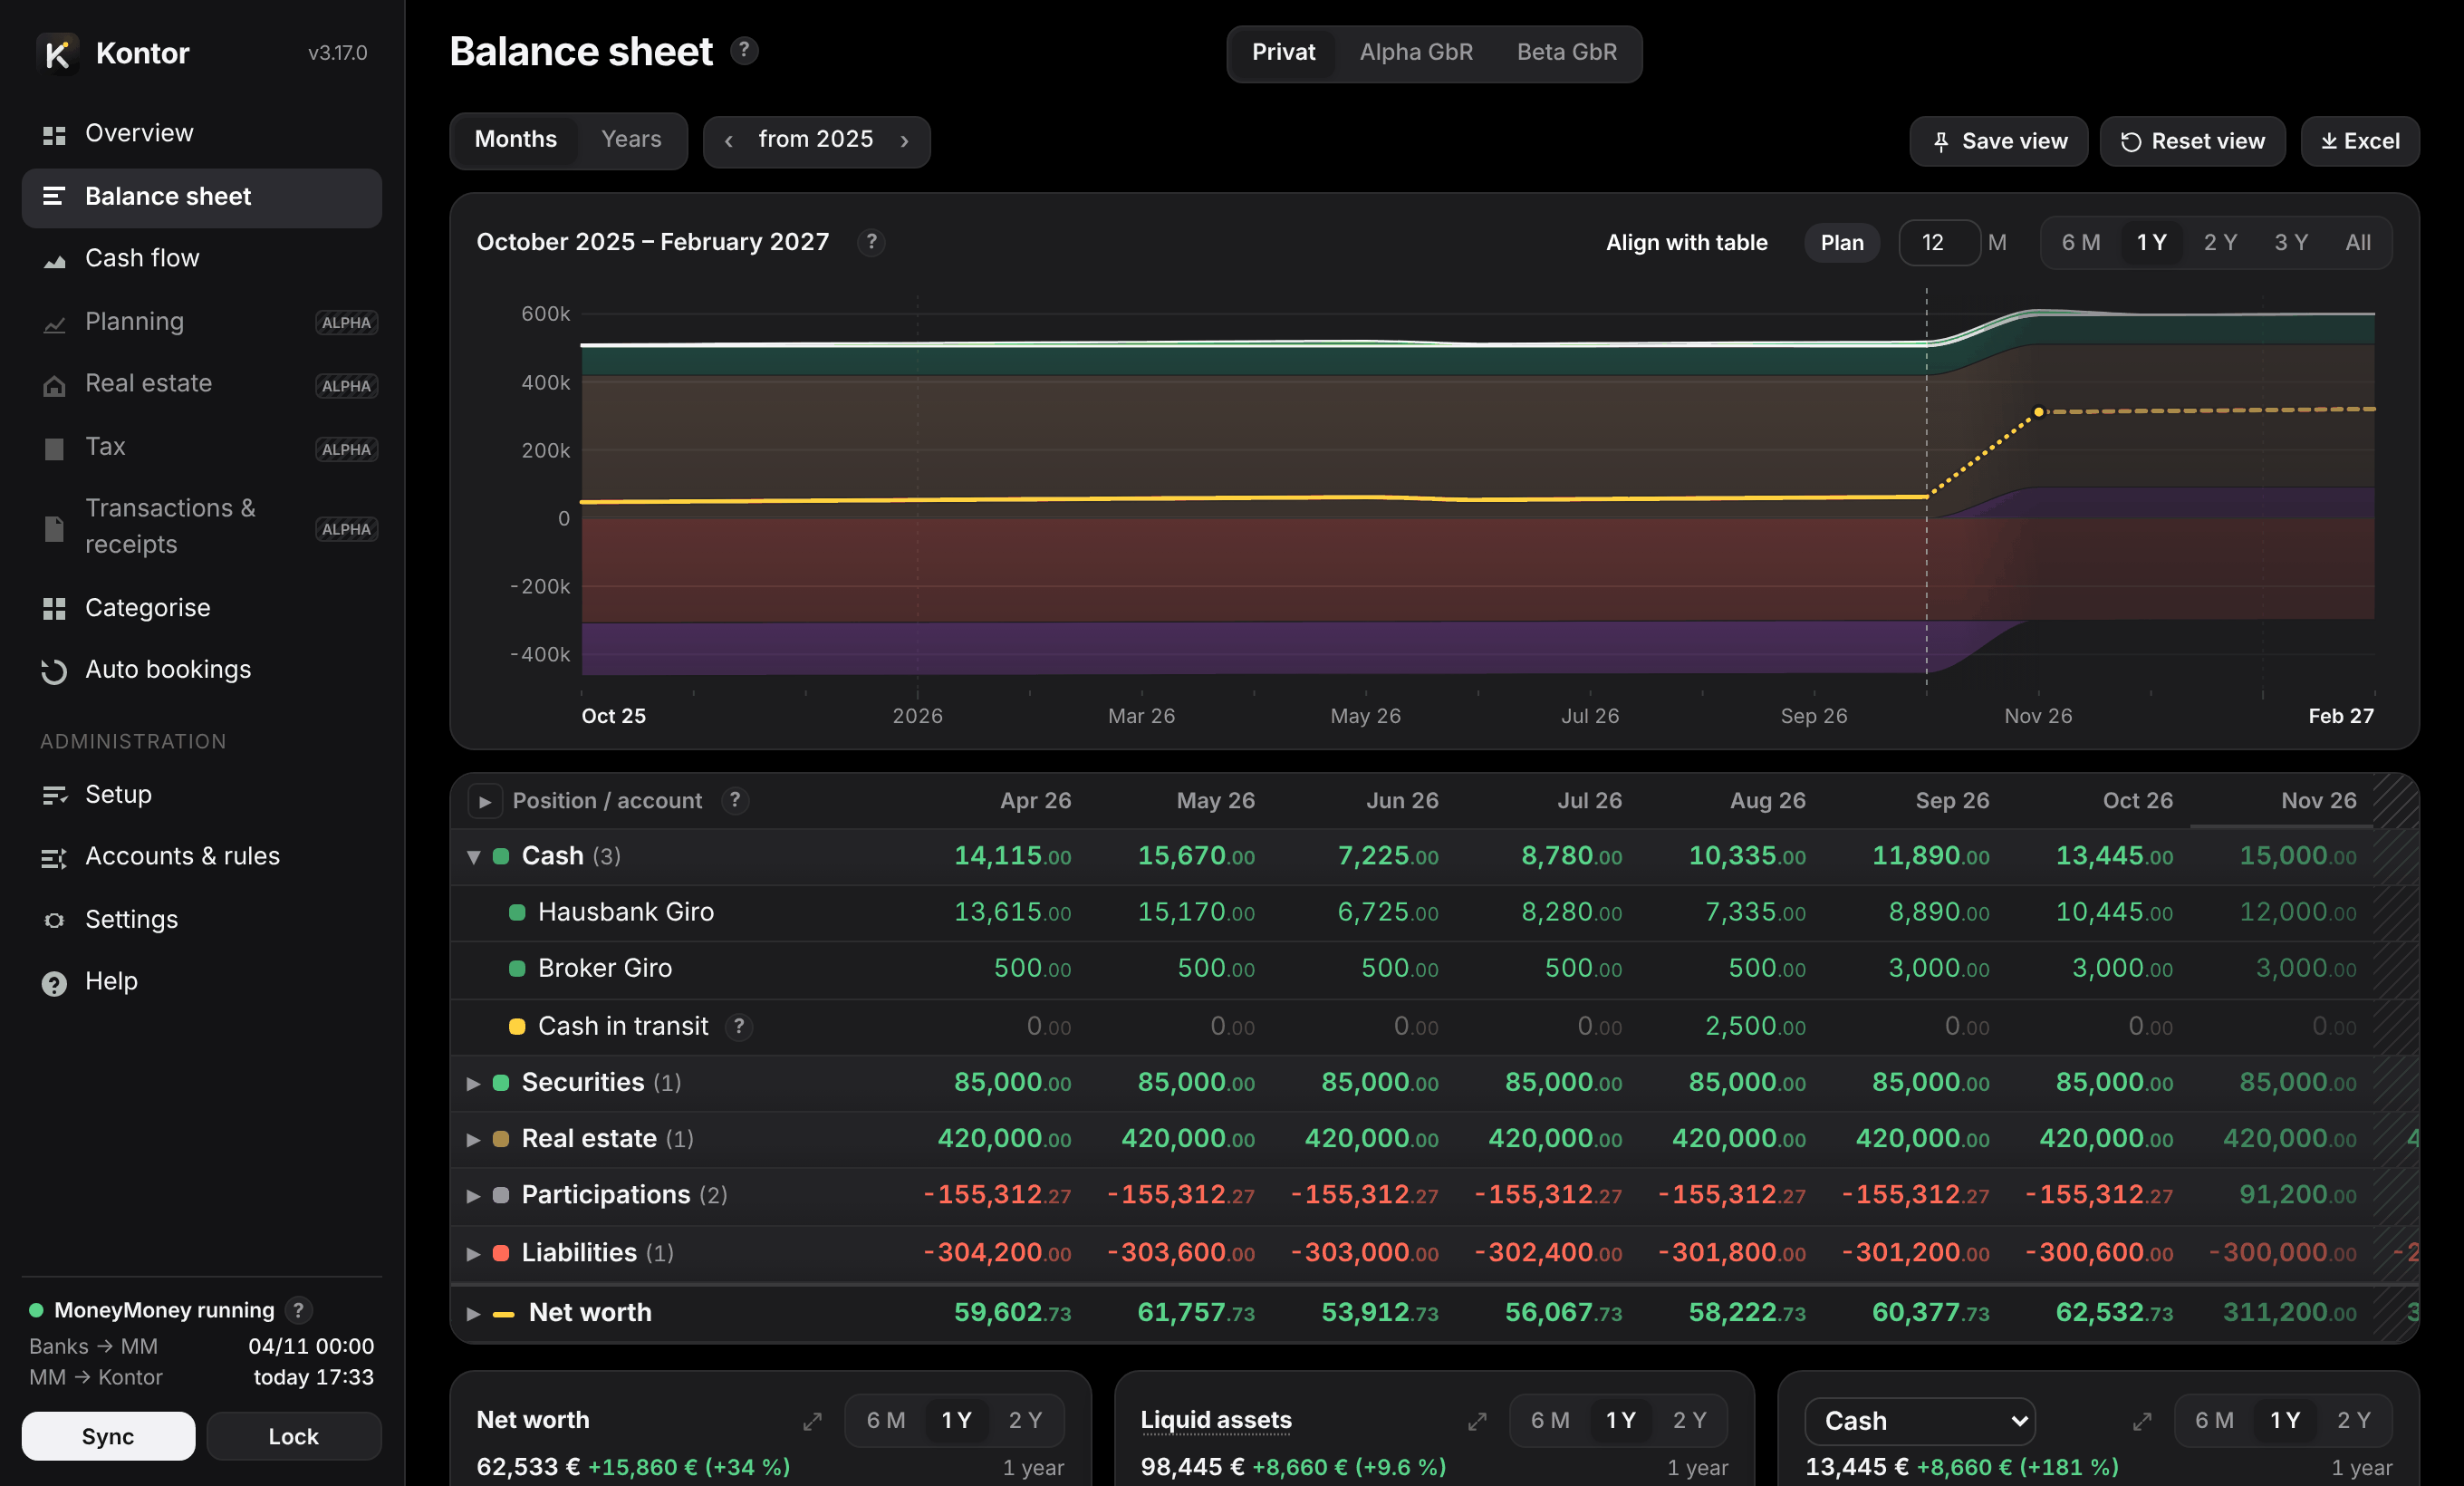 Kontor v3.17.0
Overview
Balance sheet
Cash flow
Planning ALPHA
Real estate ALPHA
Tax ALPHA
Transactions &
receipts ALPHA
Categorise
Auto bookings
ADMINISTRATION
Setup
Accounts & rules
Settings
Help
MoneyMoney running ?
Banks → MM 04/11 00:00
MM → Kontor today 17:33
Sync Lock
Balance sheet ? Privat Alpha GbR Beta GbR
Months Years ‹ from 2025 › Save view Reset view Excel
October 2025 – February 2027 ? Align with table Plan 12 M 6 M 1 Y 2 Y 3 Y All
600k
400k
200k
0
-200k
-400k
Oct 25 2026 Mar 26 May 26 Jul 26 Sep 26 Nov 26 Feb 27
Position / account ? Apr 26 May 26 Jun 26 Jul 26 Aug 26 Sep 26 Oct 26 Nov 26
Cash (3) 14,115.00 15,670.00 7,225.00 8,780.00 10,335.00 11,890.00 13,445.00 15,000.00
Hausbank Giro 13,615.00 15,170.00 6,725.00 8,280.00 7,335.00 8,890.00 10,445.00 12,000.00
Broker Giro 500.00 500.00 500.00 500.00 500.00 3,000.00 3,000.00 3,000.00
Cash in transit ? 0.00 0.00 0.00 0.00 2,500.00 0.00 0.00 0.00
Securities (1) 85,000.00 85,000.00 85,000.00 85,000.00 85,000.00 85,000.00 85,000.00 85,000.00
Real estate (1) 420,000.00 420,000.00 420,000.00 420,000.00 420,000.00 420,000.00 420,000.00 420,000.00 4
Participations (2) -155,312.27 -155,312.27 -155,312.27 -155,312.27 -155,312.27 -155,312.27 -155,312.27 91,200.00
Liabilities (1) -304,200.00 -303,600.00 -303,000.00 -302,400.00 -301,800.00 -301,200.00 -300,600.00 -300,000.00 -2
Net worth 59,602.73 61,757.73 53,912.73 56,067.73 58,222.73 60,377.73 62,532.73 311,200.00 3
Net worth 6 M 1 Y 2 Y
62,533 € +15,860 € (+34 %) 1 year
Liquid assets 6 M 1 Y 2 Y
98,445 € +8,660 € (+9.6 %) 1 year
Cash 6 M 1 Y 2 Y
13,445 € +8,660 € (+181 %) 1 year